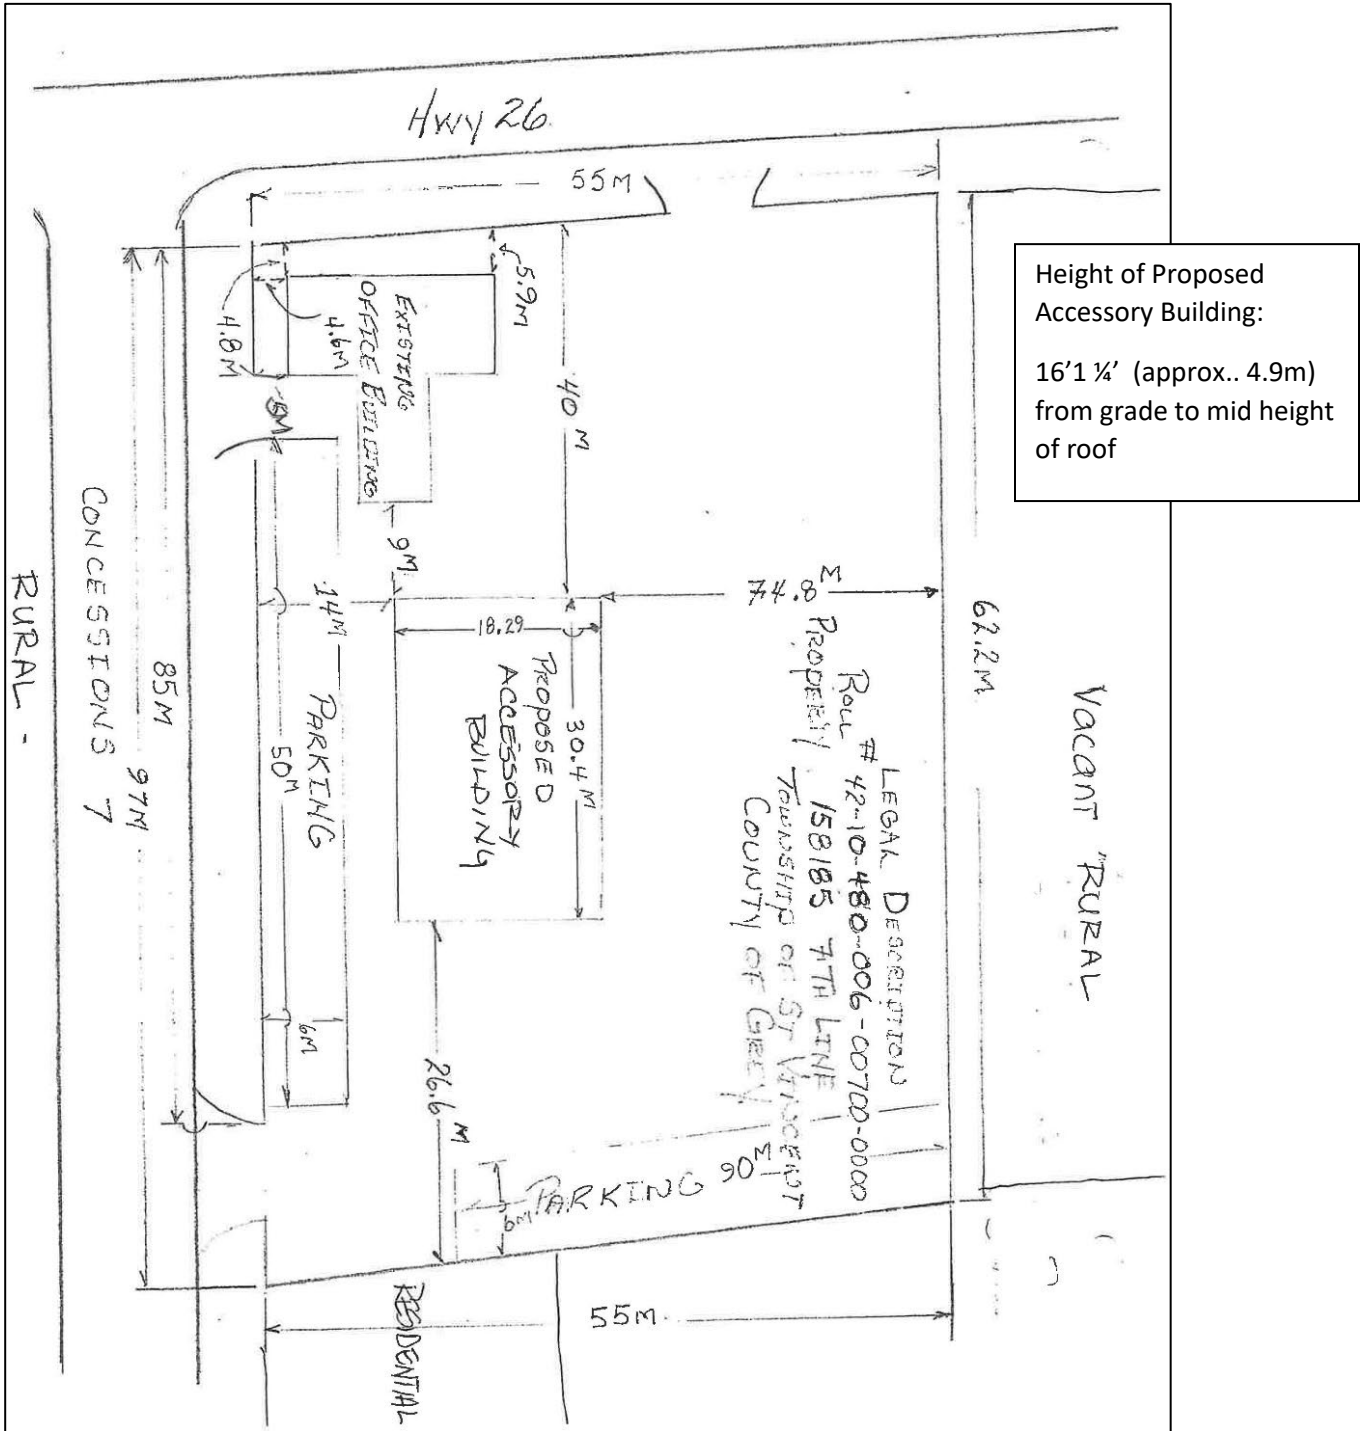 Hwy 26
55M
Height of Proposed
Accessory Building:
16'1 ¼' (approx.. 4.9m)
from grade to mid height
of roof
5.9M
4.8M
4.6M
EXISTING
OFFICE BUILDING
40 M
5M
9M
14M
PARKING
50M
6M
18.29
30.4M
PROPOSED
ACCESSORY
BUILDING
74.8M
62.2M
Vacant "RURAL
LEGAL DESCRIPTION
ROLL # 42-10-480-006-00700-0000
PROPERTY 158185 7TH LINE
TOWNSHIP OF ST VINCENT
COUNTY OF GREY
CONCESSIONS 7
85M
97M
RURAL -
26.6M
PARKING 90M
6M
55M
RESIDENTIAL